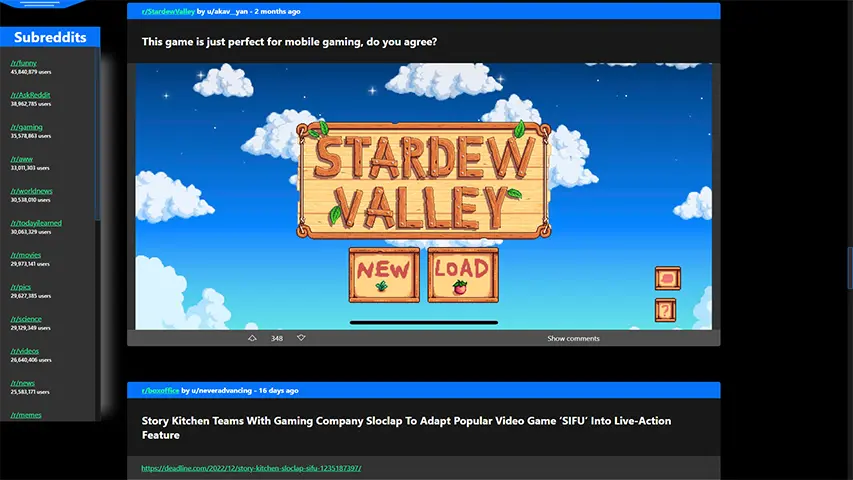 Subreddits
/r/funny
45,840,879 users
/r/AskReddit
38,962,785 users
/r/gaming
35,578,863 users
/r/aww
33,011,303 users
/r/worldnews
30,538,010 users
/r/todayilearned
30,063,329 users
/r/movies
29,973,141 users
/r/pics
29,627,385 users
/r/science
29,129,349 users
/r/videos
26,640,406 users
/r/news
25,583,171 users
/r/memes
r/StardewValley by u/akav__yan - 2 months ago
This game is just perfect for mobile gaming, do you agree?
STARDEW
VALLEY
NEW LOAD
?
348 Show comments
r/boxoffice by u/neveradvancing - 16 days ago
Story Kitchen Teams With Gaming Company Sloclap To Adapt Popular Video Game ‘SIFU’ Into Live-Action
Feature
https://deadline.com/2022/12/story-kitchen-sloclap-sifu-1235187397/